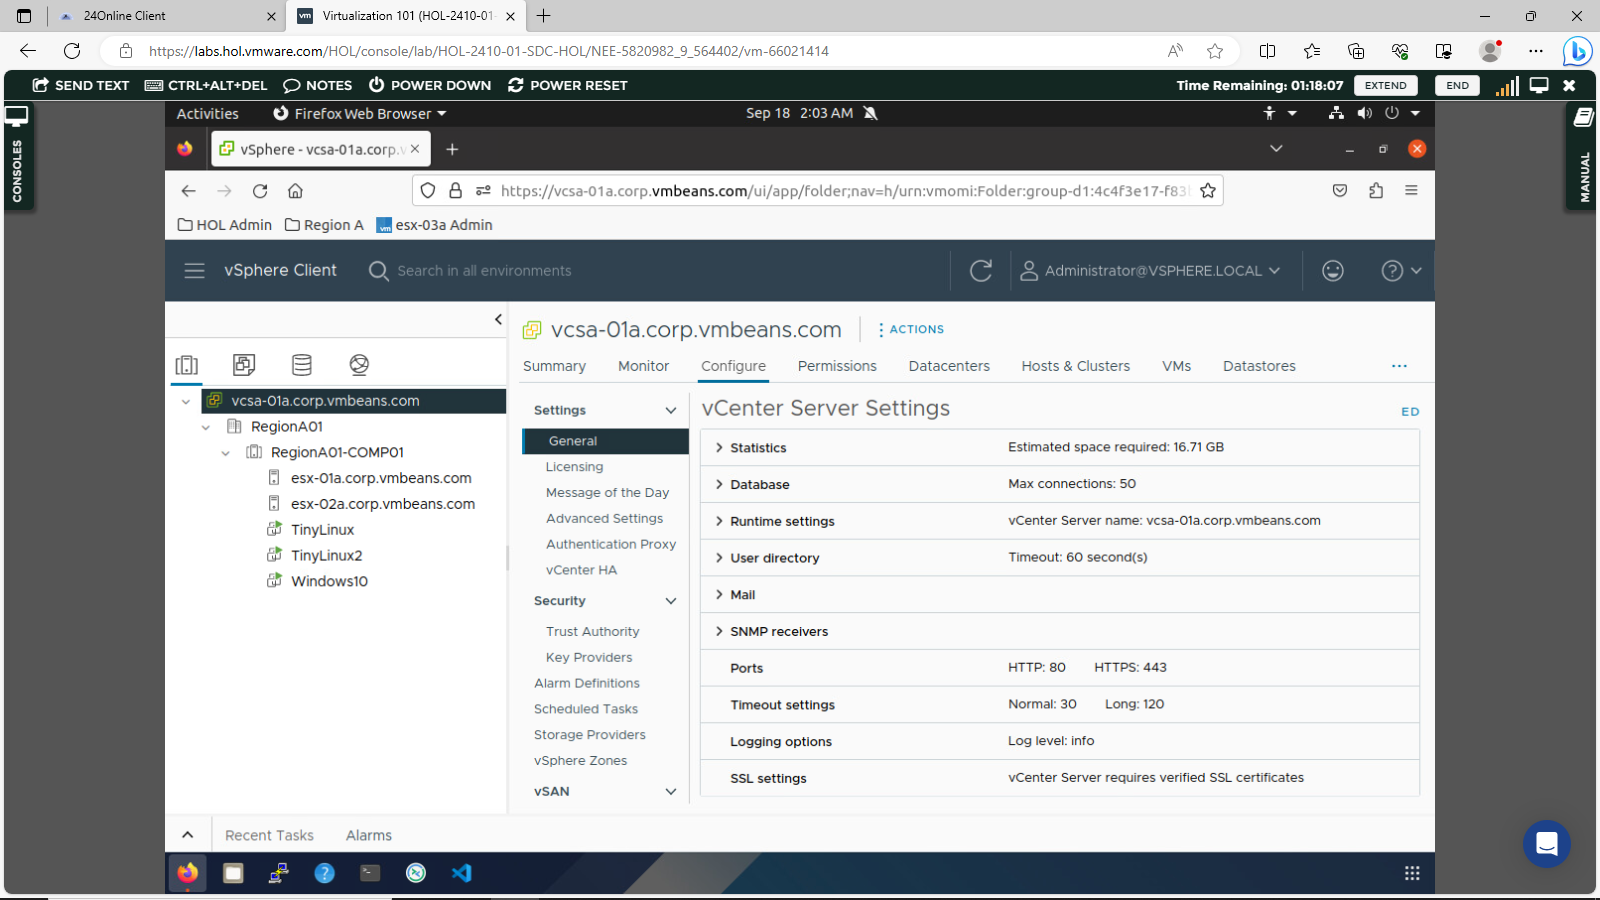 24Online Client
Virtualization 101 (HOL-2410-01-
https://labs.hol.vmware.com/HOL/console/lab/HOL-2410-01-SDC-HOL/NEE-5820982_9_564402/vm-66021414
SEND TEXT
CTRL+ALT+DEL
NOTES
POWER DOWN
POWER RESET
Time Remaining: 01:18:07
EXTEND
END
CONSOLES
MANUAL
Activities
Firefox Web Browser
Sep 18 2:03 AM
vSphere - vcsa-01a.corp.v
https://vcsa-01a.corp.vmbeans.com/ui/app/folder;nav=h/urn:vmomi:Folder:group-d1:4c4f3e17-f83
HOL Admin
Region A
vm
esx-03a Admin
vSphere Client
Search in all environments
Administrator@VSPHERE.LOCAL
vcsa-01a.corp.vmbeans.com
ACTIONS
Summary
Monitor
Configure
Permissions
Datacenters
Hosts & Clusters
VMs
Datastores
...
vcsa-01a.corp.vmbeans.com
RegionA01
RegionA01-COMP01
esx-01a.corp.vmbeans.com
esx-02a.corp.vmbeans.com
TinyLinux
TinyLinux2
Windows10
Settings
General
Licensing
Message of the Day
Advanced Settings
Authentication Proxy
vCenter HA
Security
Trust Authority
Key Providers
Alarm Definitions
Scheduled Tasks
Storage Providers
vSphere Zones
vSAN
vCenter Server Settings
ED
Statistics Estimated space required: 16.71 GB
Database Max connections: 50
Runtime settings vCenter Server name: vcsa-01a.corp.vmbeans.com
User directory Timeout: 60 second(s)
Mail
SNMP receivers
Ports HTTP: 80 HTTPS: 443
Timeout settings Normal: 30 Long: 120
Logging options Log level: info
SSL settings vCenter Server requires verified SSL certificates
Recent Tasks
Alarms